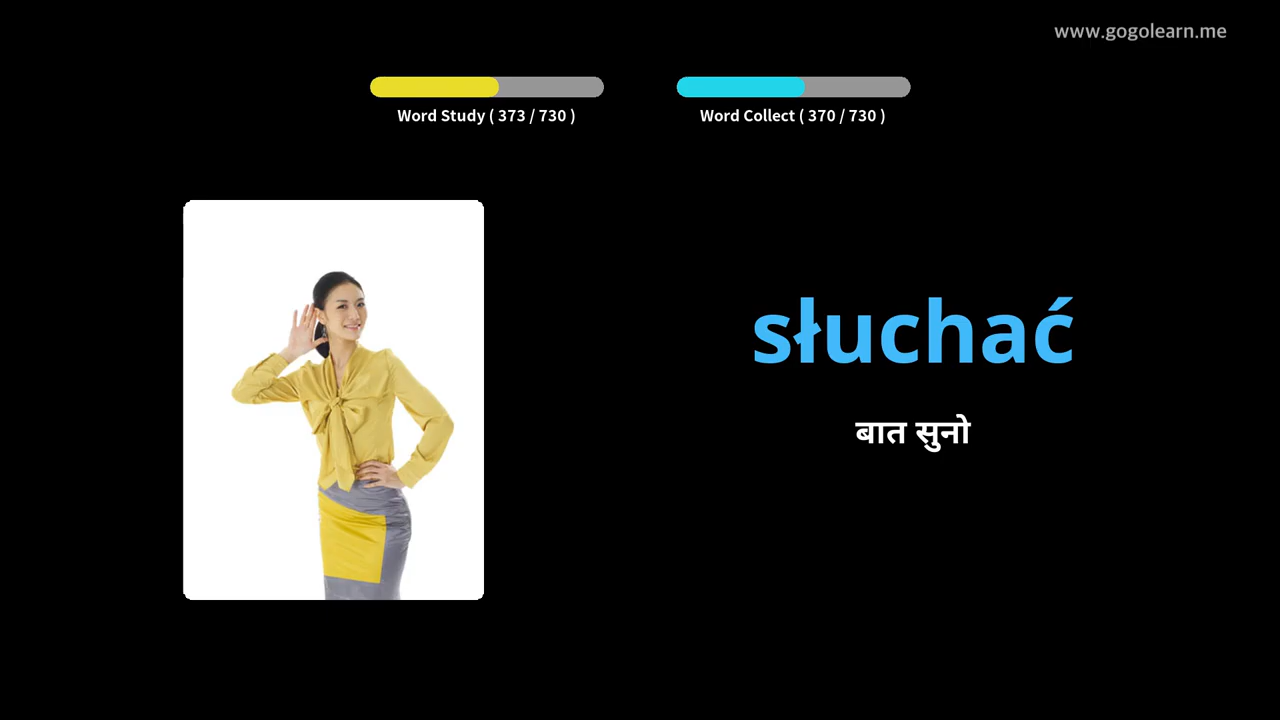 www.gogolearn.me
Word Study ( 373 / 730 )
Word Collect ( 370 / 730 )
słuchać
बात सुनो